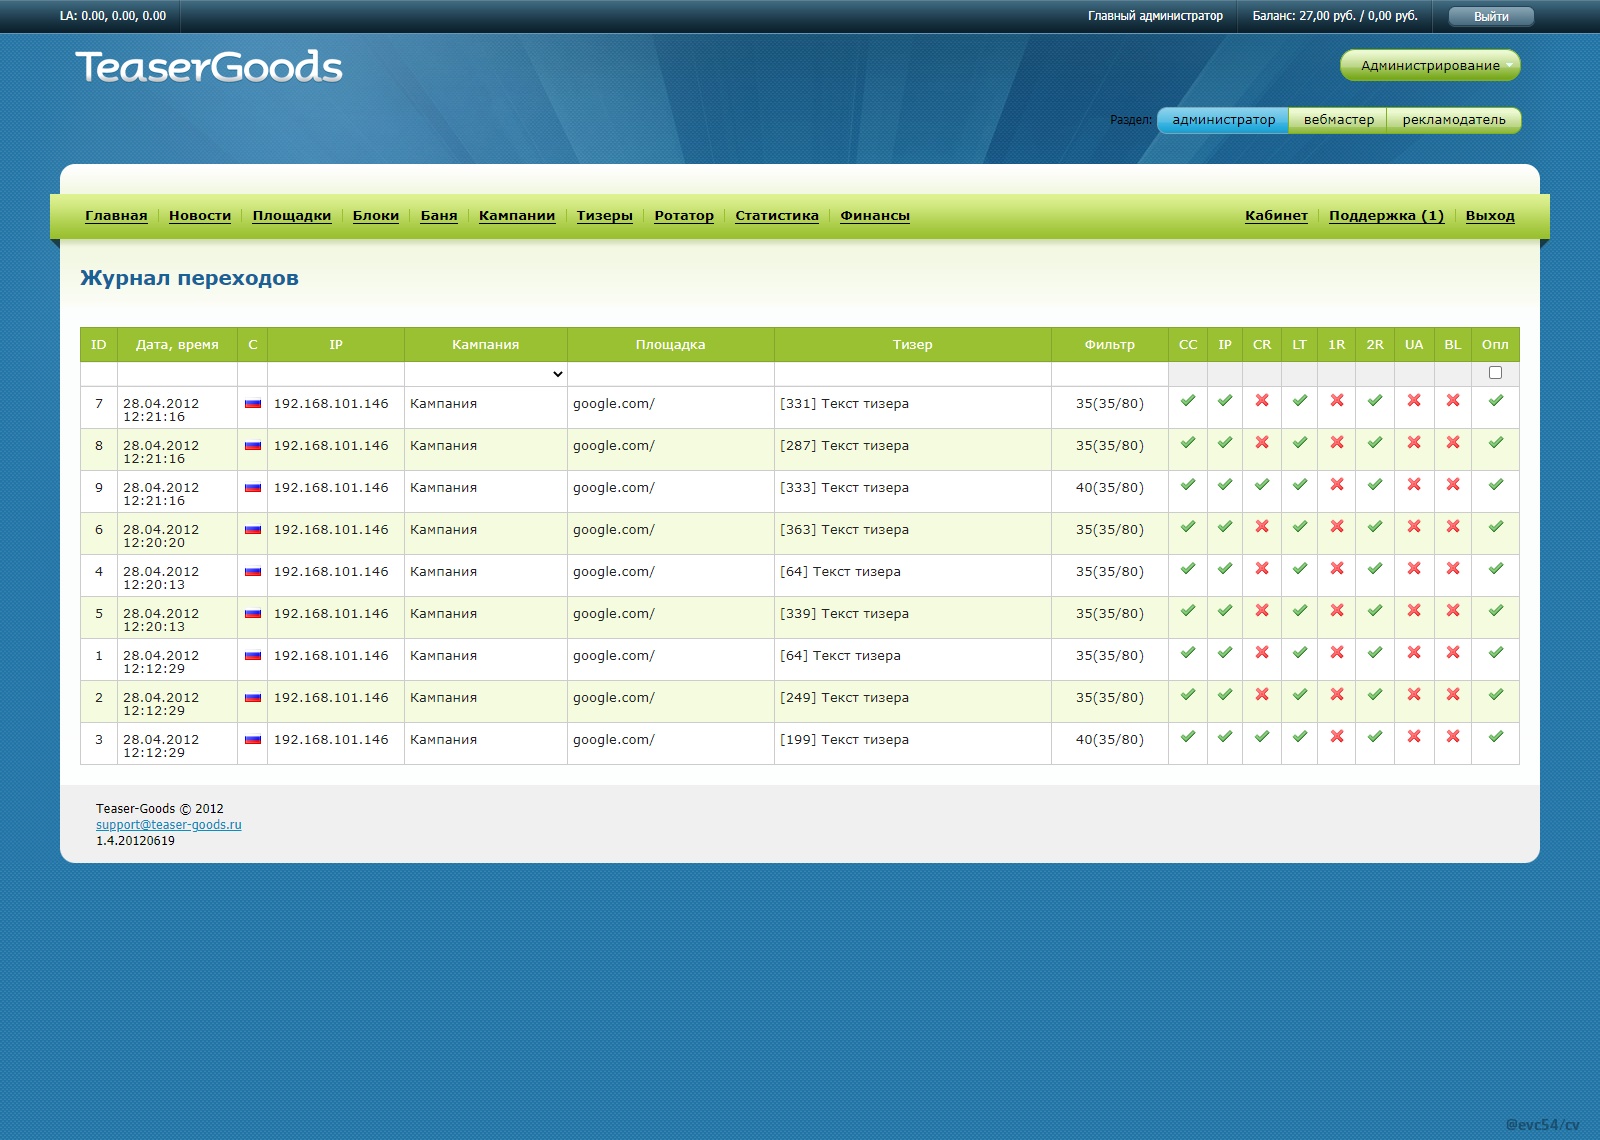 LA: 0.00, 0.00, 0.00 Главный администратор Баланс: 27,00 руб. / 0,00 руб. Выйти
TeaserGoods
Администрирование
Раздел: администратор вебмастер рекламодатель
Главная Новости Площадки Блоки Баня Кампании Тизеры Ротатор Статистика Финансы Кабинет Поддержка (1) Выход
Журнал переходов
ID Дата, время С IP Кампания Площадка Тизер Фильтр CC IP CR LT 1R 2R UA BL Опл
7 28.04.2012 192.168.101.146 Кампания google.com/ [331] Текст тизера 35(35/80)
12:21:16
8 28.04.2012 192.168.101.146 Кампания google.com/ [287] Текст тизера 35(35/80)
12:21:16
9 28.04.2012 192.168.101.146 Кампания google.com/ [333] Текст тизера 40(35/80)
12:21:16
6 28.04.2012 192.168.101.146 Кампания google.com/ [363] Текст тизера 35(35/80)
12:20:20
4 28.04.2012 192.168.101.146 Кампания google.com/ [64] Текст тизера 35(35/80)
12:20:13
5 28.04.2012 192.168.101.146 Кампания google.com/ [339] Текст тизера 35(35/80)
12:20:13
1 28.04.2012 192.168.101.146 Кампания google.com/ [64] Текст тизера 35(35/80)
12:12:29
2 28.04.2012 192.168.101.146 Кампания google.com/ [249] Текст тизера 35(35/80)
12:12:29
3 28.04.2012 192.168.101.146 Кампания google.com/ [199] Текст тизера 40(35/80)
12:12:29
Teaser-Goods © 2012
support@teaser-goods.ru
1.4.20120619
@evc54/cv